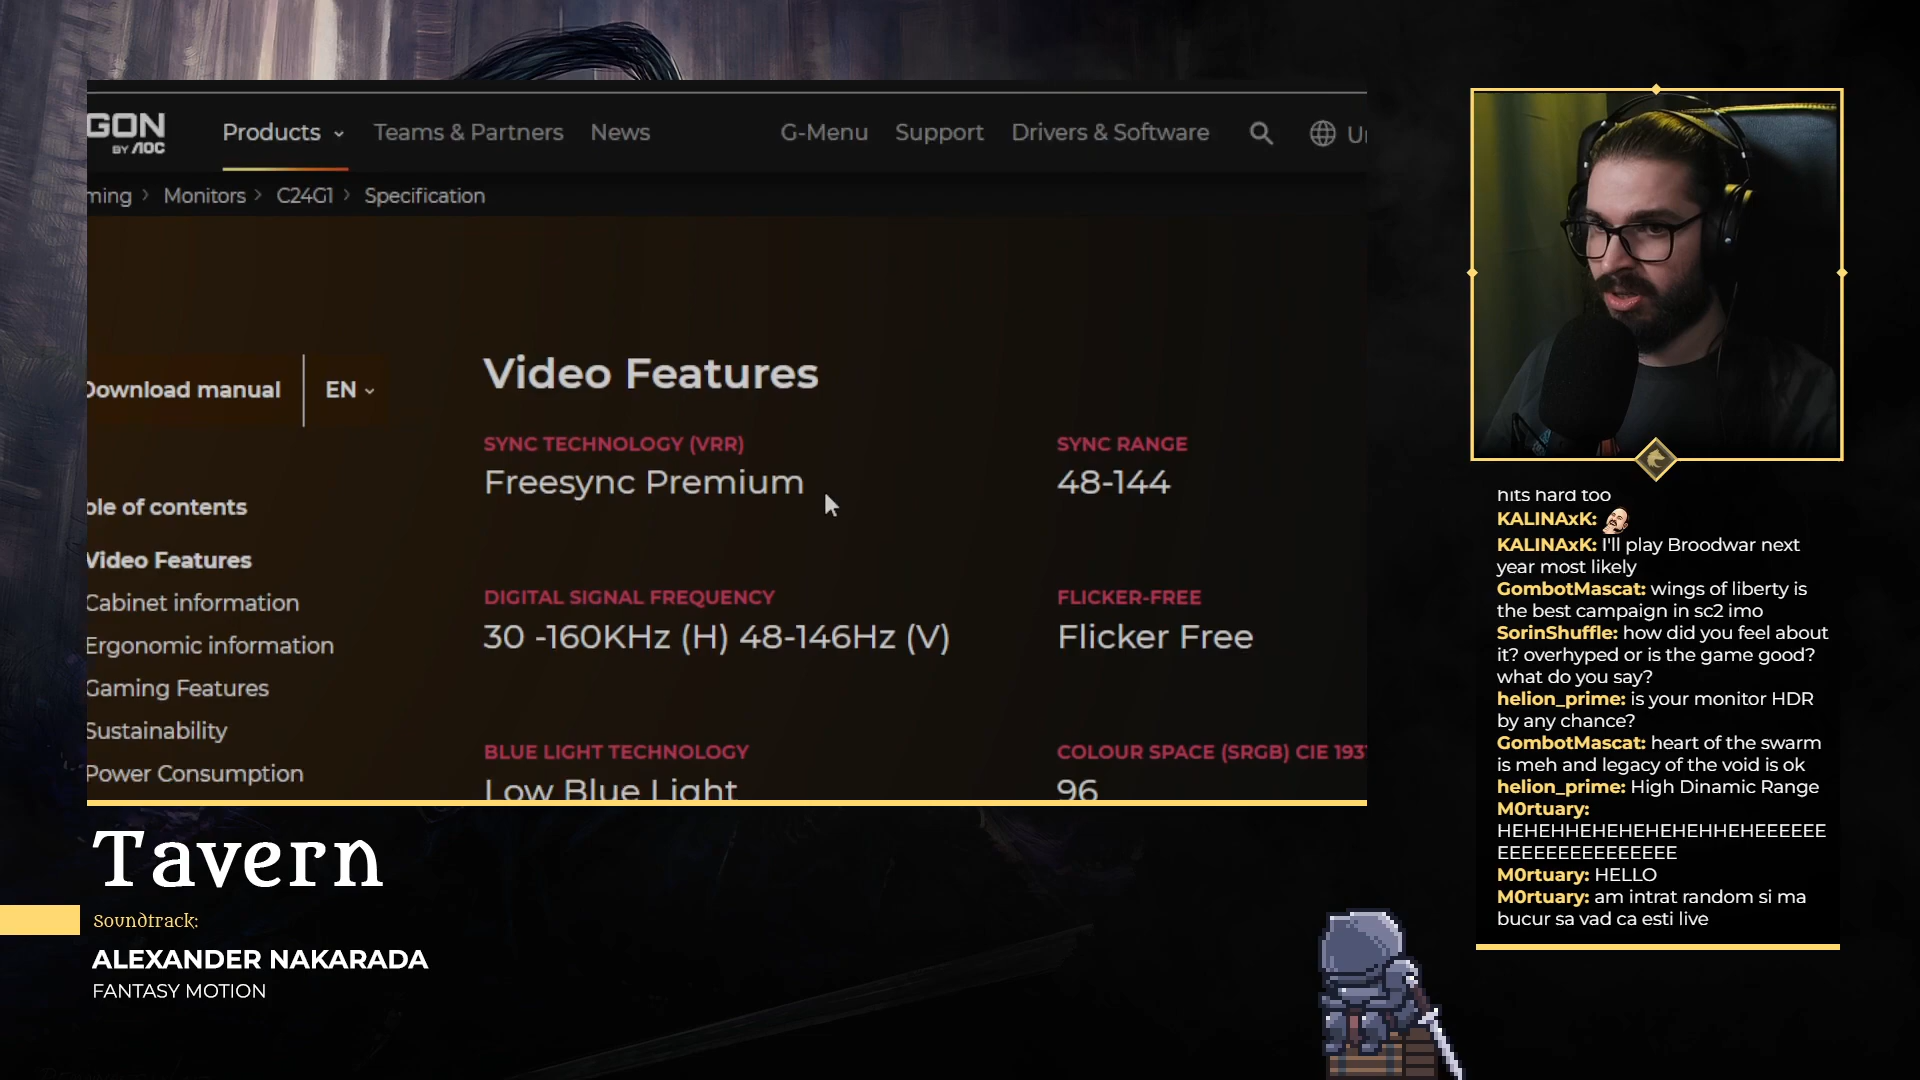 GON
BY AOC
Products
Teams & Partners
News
G-Menu
Support
Drivers & Software
ming > Monitors > C24G1 > Specification
Download manual
EN
ble of contents
Video Features
Cabinet information
Ergonomic information
Gaming Features
Sustainability
Power Consumption
Video Features
SYNC TECHNOLOGY (VRR)
Freesync Premium
SYNC RANGE
48-144
DIGITAL SIGNAL FREQUENCY
30 -160KHz (H) 48-146Hz (V)
FLICKER-FREE
Flicker Free
BLUE LIGHT TECHNOLOGY
Low Blue Light
COLOUR SPACE (SRGB) CIE 1931
96
Tavern
Soundtrack:
ALEXANDER NAKARADA
FANTASY MOTION
hits hard too
KALINAxK:
KALINAxK: I'll play Broodwar next
year most likely
GombotMascat: wings of liberty is
the best campaign in sc2 imo
SorinShuffle: how did you feel about
it? overhyped or is the game good?
what do you say?
helion_prime: is your monitor HDR
by any chance?
GombotMascat: heart of the swarm
is meh and legacy of the void is ok
helion_prime: High Dinamic Range
M0rtuary:
HEHEHHEHEHEHEHEHHEHEEEEEE
EEEEEEEEEEEEEEE
M0rtuary: HELLO
M0rtuary: am intrat random si ma
bucur sa vad ca esti live